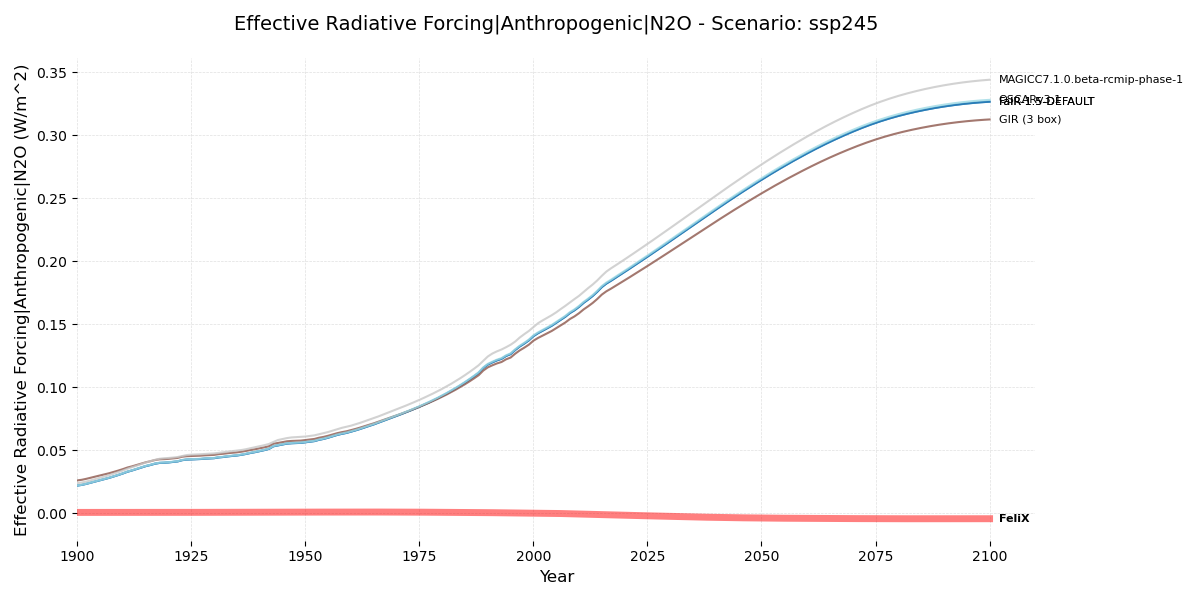 Effective Radiative Forcing|Anthropogenic|N2O - Scenario: ssp245
Effective Radiative Forcing|Anthropogenic|N2O (W/m^2)
0.35
0.30
0.25
0.20
0.15
0.10
0.05
0.00
MAGICC7.1.0.beta-rcmip-phase-1
OSCARv3.1
FaIR-1.5-DEFAULT
GIR (3 box)
FeliX
1900
1925
1950
1975
2000
2025
2050
2075
2100
Year